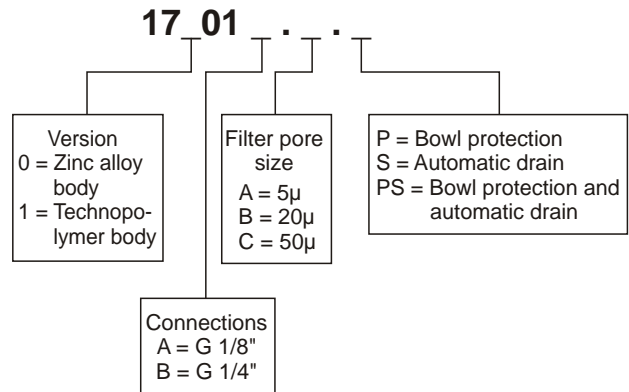 17_01_._._
Version
0 = Zinc alloy
body
1 = Technopo-
lymer body
Filter pore
size
A = 5µ
B = 20µ
C = 50µ
P = Bowl protection
S = Automatic drain
PS = Bowl protection and
automatic drain
Connections
A = G 1/8"
B = G 1/4"